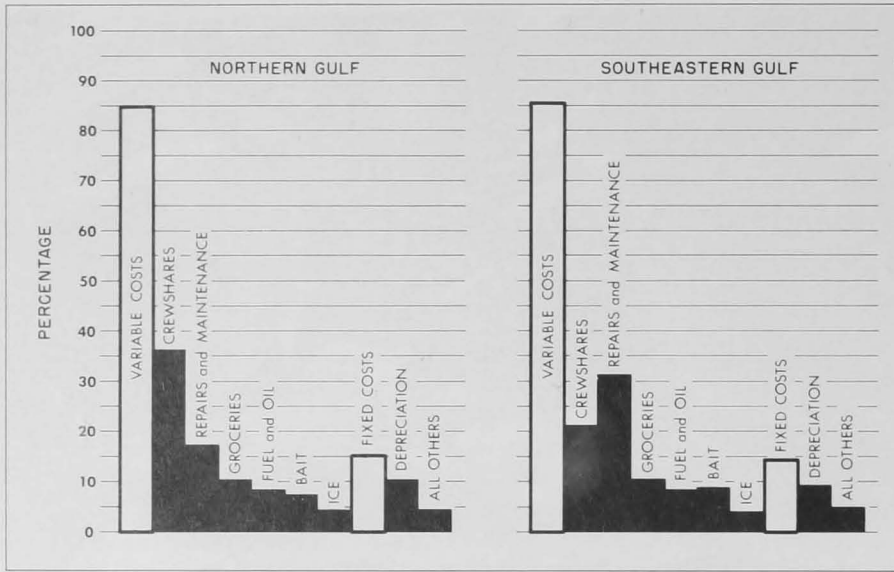 NORTHERN GULF
SOUTHEASTERN GULF
PERCENTAGE
100
90
80
70
60
50
40
30
20
10
0
VARIABLE COSTS
CREWSHARES
REPAIRS and MAINTENANCE
GROCERIES
FUEL and OIL
BAIT
ICE
FIXED COSTS
DEPRECIATION
ALL OTHERS
VARIABLE COSTS
CREWSHARES
REPAIRS and MAINTENANCE
GROCERIES
FUEL and OIL
BAIT
ICE
FIXED COSTS
DEPRECIATION
ALL OTHERS